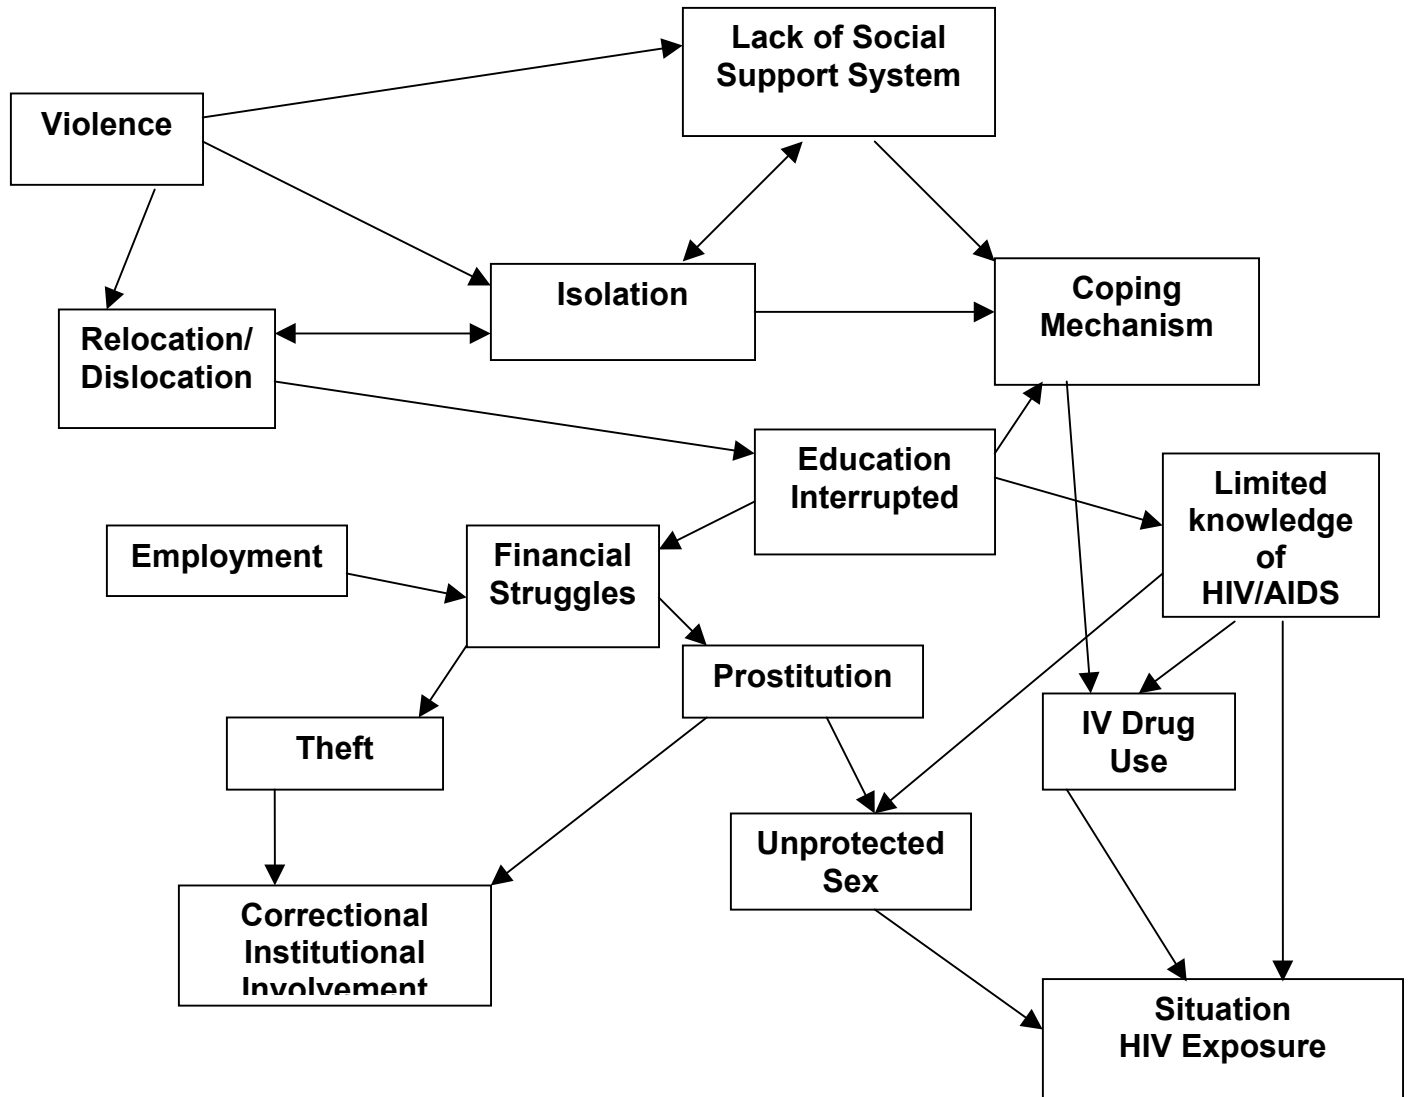 Lack of Social
Support System
Violence
Isolation
Coping
Mechanism
Relocation/
Dislocation
Education
Interrupted
Limited
knowledge
of
HIV/AIDS
Employment
Financial
Struggles
Prostitution
IV Drug
Use
Theft
Unprotected
Sex
Correctional
Institutional
Involvement
Situation
HIV Exposure